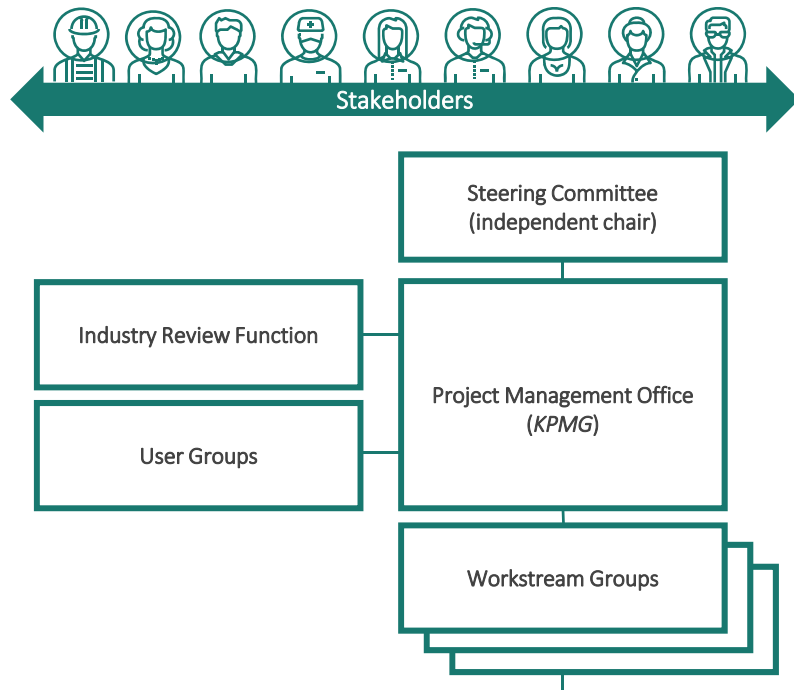 Stakeholders
Steering Committee
(independent chair)
Industry Review Function
Project Management Office
(KPMG)
User Groups
Workstream Groups